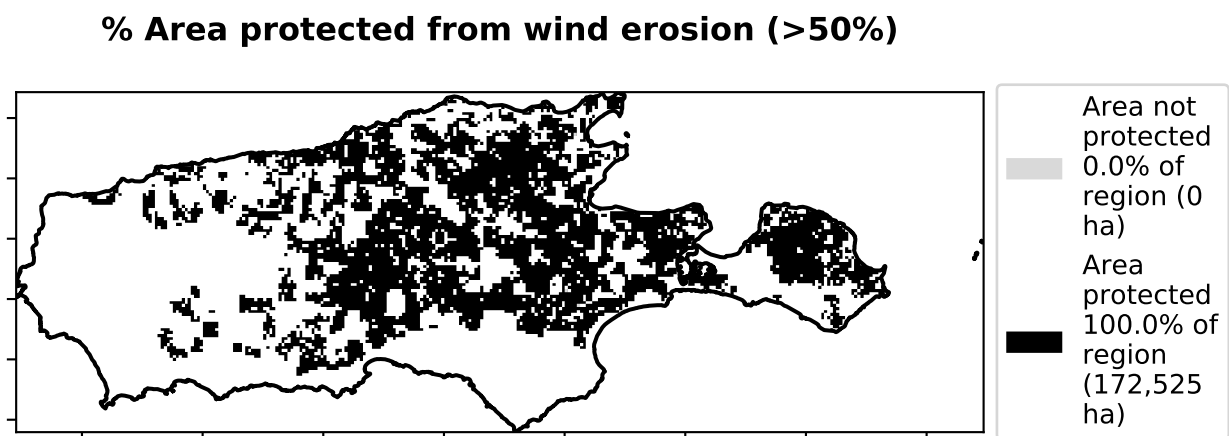 % Area protected from wind erosion (>50%)
Area not
protected
0.0% of
region (0
ha)
Area
protected
100.0% of
region
(172,525
ha)